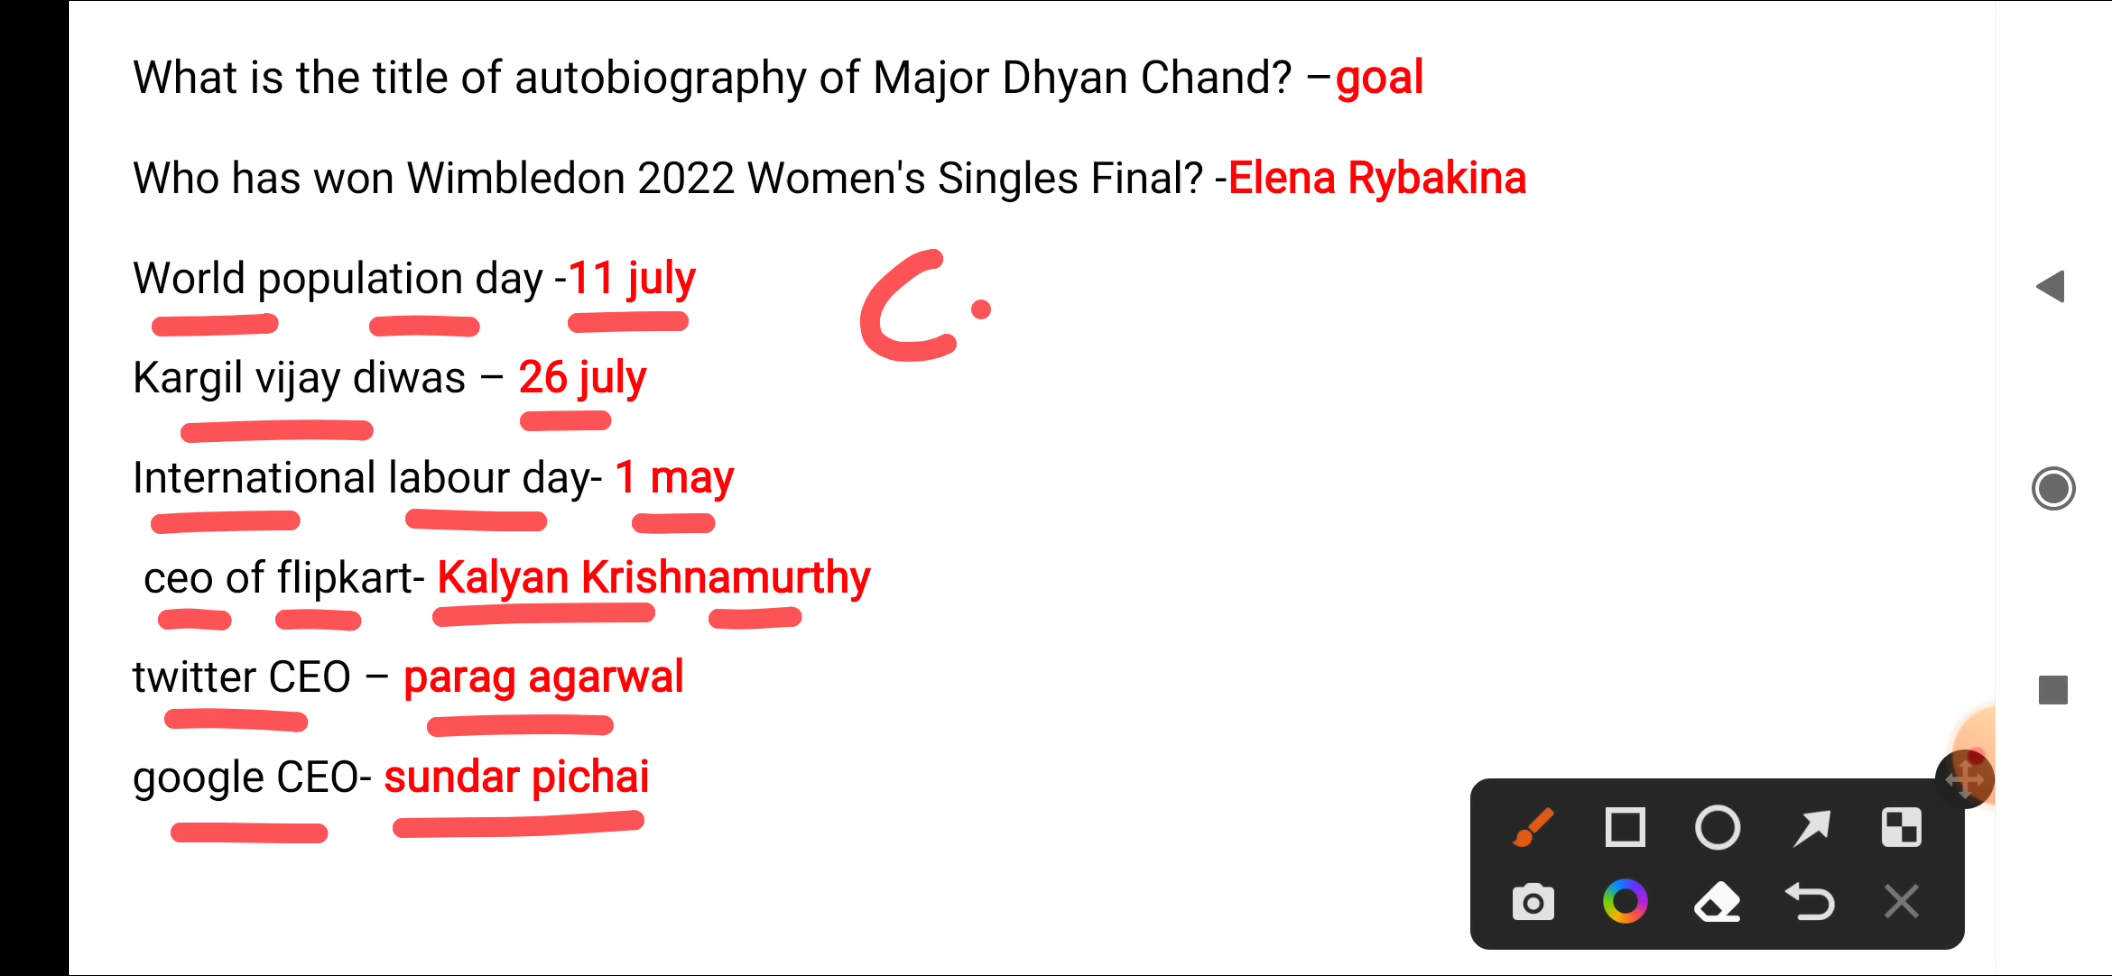 What is the title of autobiography of Major Dhyan Chand? –goal
Who has won Wimbledon 2022 Women's Singles Final? -Elena Rybakina
World population day -11 july
C.
Kargil vijay diwas – 26 july
International labour day- 1 may
ceo of flipkart- Kalyan Krishnamurthy
twitter CEO – parag agarwal
google CEO- sundar pichai